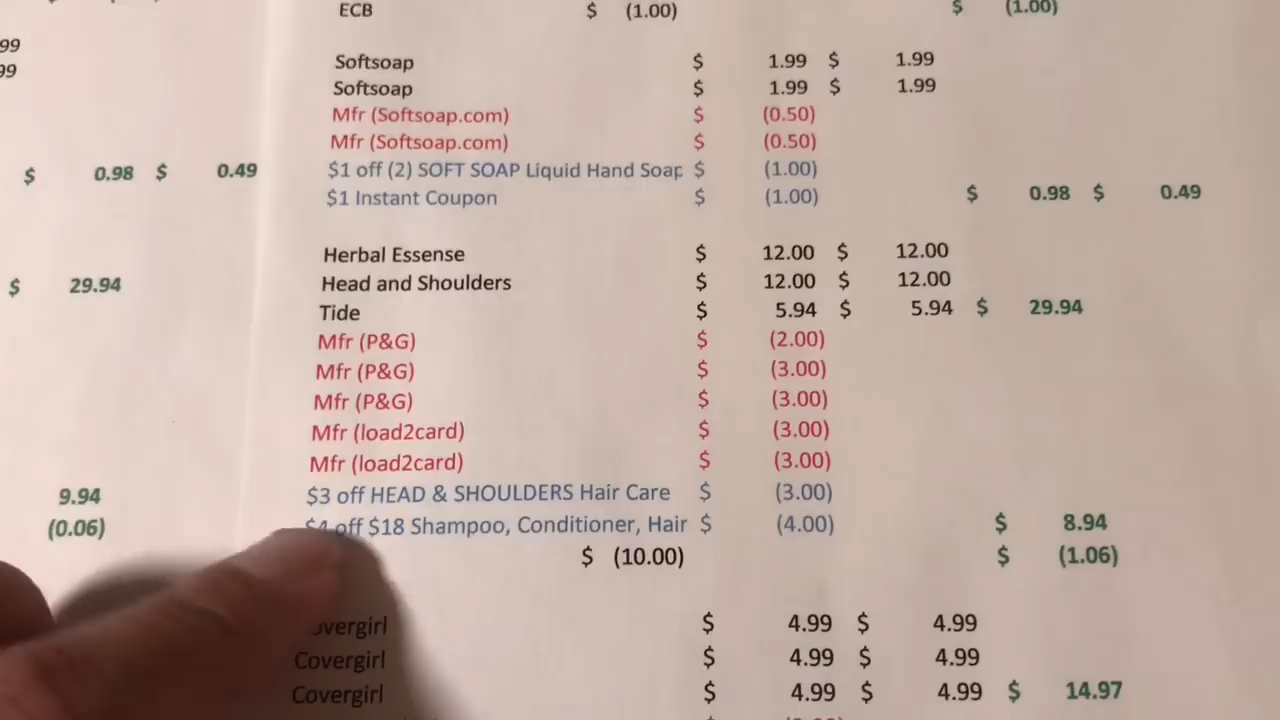 ECB $ (1.00) $ (1.00)
99
99
Softsoap $ 1.99 $ 1.99
Softsoap $ 1.99 $ 1.99
Mfr (Softsoap.com) $ (0.50)
Mfr (Softsoap.com) $ (0.50)
$ 0.98 $ 0.49 $1 off (2) SOFT SOAP Liquid Hand Soap $ (1.00)
$1 Instant Coupon $ (1.00) $ 0.98 $ 0.49
Herbal Essense $ 12.00 $ 12.00
$ 29.94 Head and Shoulders $ 12.00 $ 12.00
Tide $ 5.94 $ 5.94 $ 29.94
Mfr (P&G) $ (2.00)
Mfr (P&G) $ (3.00)
Mfr (P&G) $ (3.00)
Mfr (load2card) $ (3.00)
Mfr (load2card) $ (3.00)
9.94 $3 off HEAD & SHOULDERS Hair Care $ (3.00)
(0.06) $4 off $18 Shampoo, Conditioner, Hair $ (4.00) $ 8.94
$ (10.00) $ (1.06)
overgirl $ 4.99 $ 4.99
Covergirl $ 4.99 $ 4.99
Covergirl $ 4.99 $ 4.99 $ 14.97